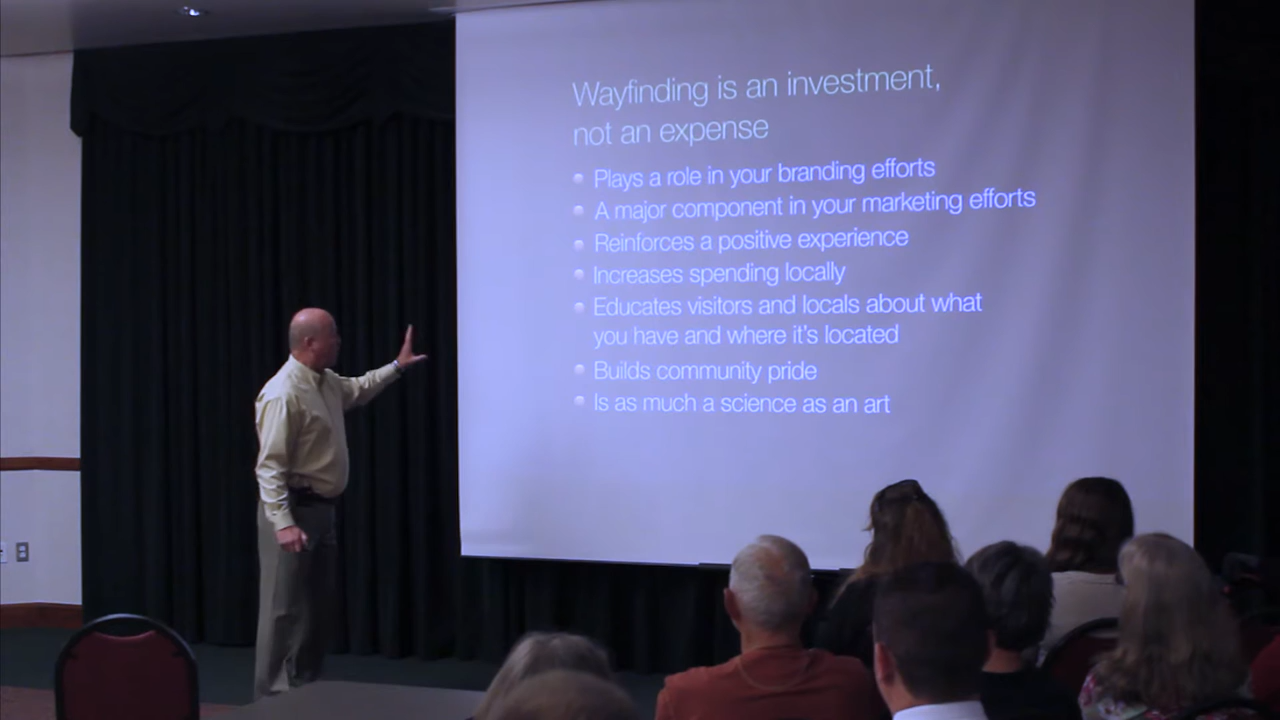 Wayfinding is an investment,
not an expense
• Plays a role in your branding efforts
• A major component in your marketing efforts
• Reinforces a positive experience
• Increases spending locally
• Educates visitors and locals about what
you have and where it's located
• Builds community pride
• Is as much a science as an art